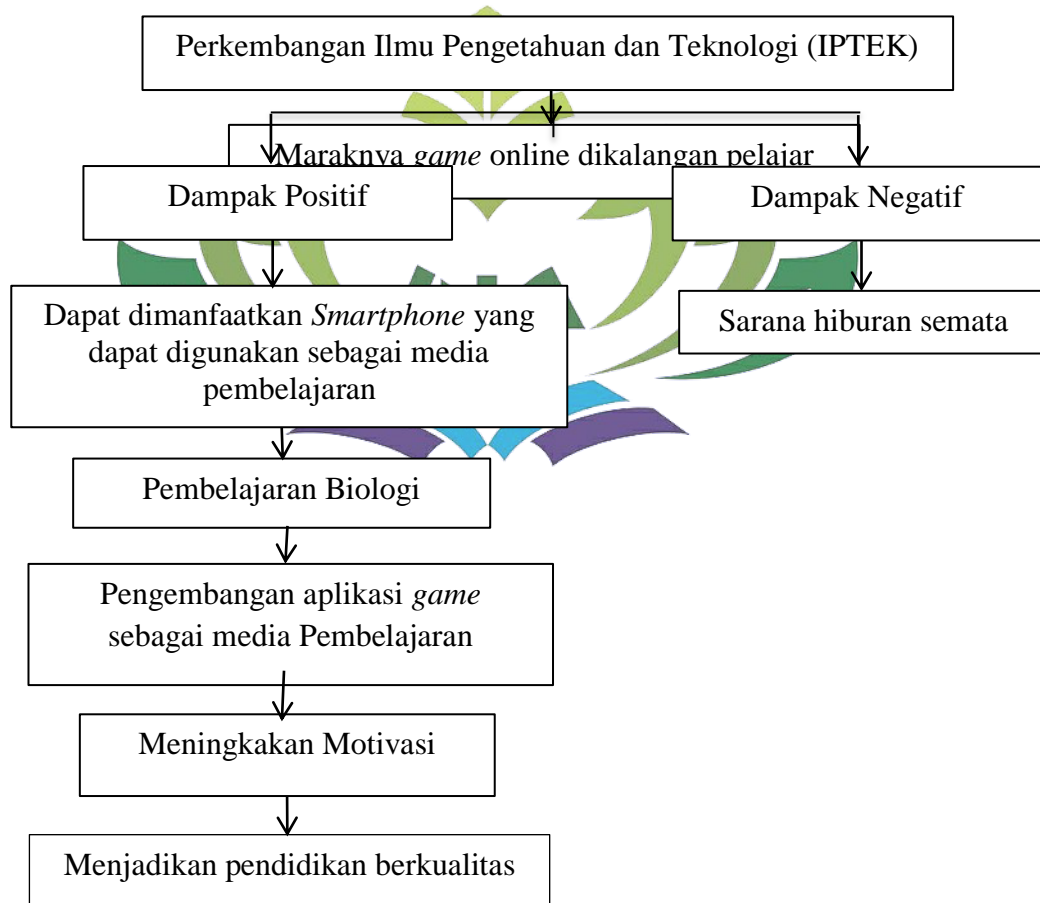 Perkembangan Ilmu Pengetahuan dan Teknologi (IPTEK)
Maraknya game online dikalangan pelajar
Dampak Positif
Dampak Negatif
Dapat dimanfaatkan Smartphone yang
dapat digunakan sebagai media
pembelajaran
Sarana hiburan semata
Pembelajaran Biologi
Pengembangan aplikasi game
sebagai media Pembelajaran
Meningkakan Motivasi
Menjadikan pendidikan berkualitas